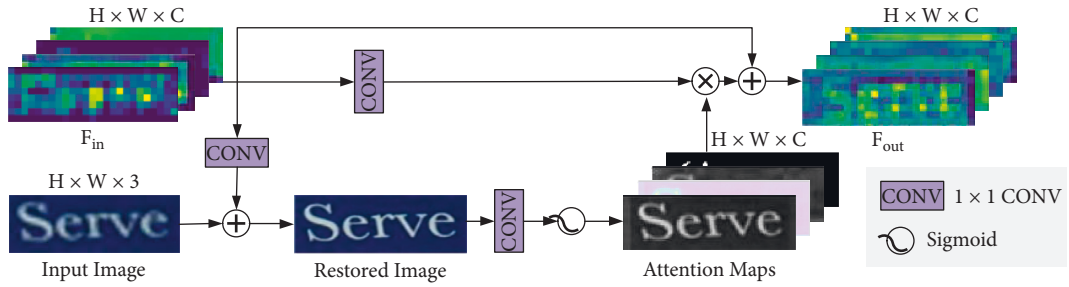 H × W × C
H × W × C
CONV
F_in
F_out
CONV
H × W × C
H × W × 3
CONV
1 × 1 CONV
Serve
Serve
CONV
Serve
Sigmoid
Input Image
Restored Image
Attention Maps